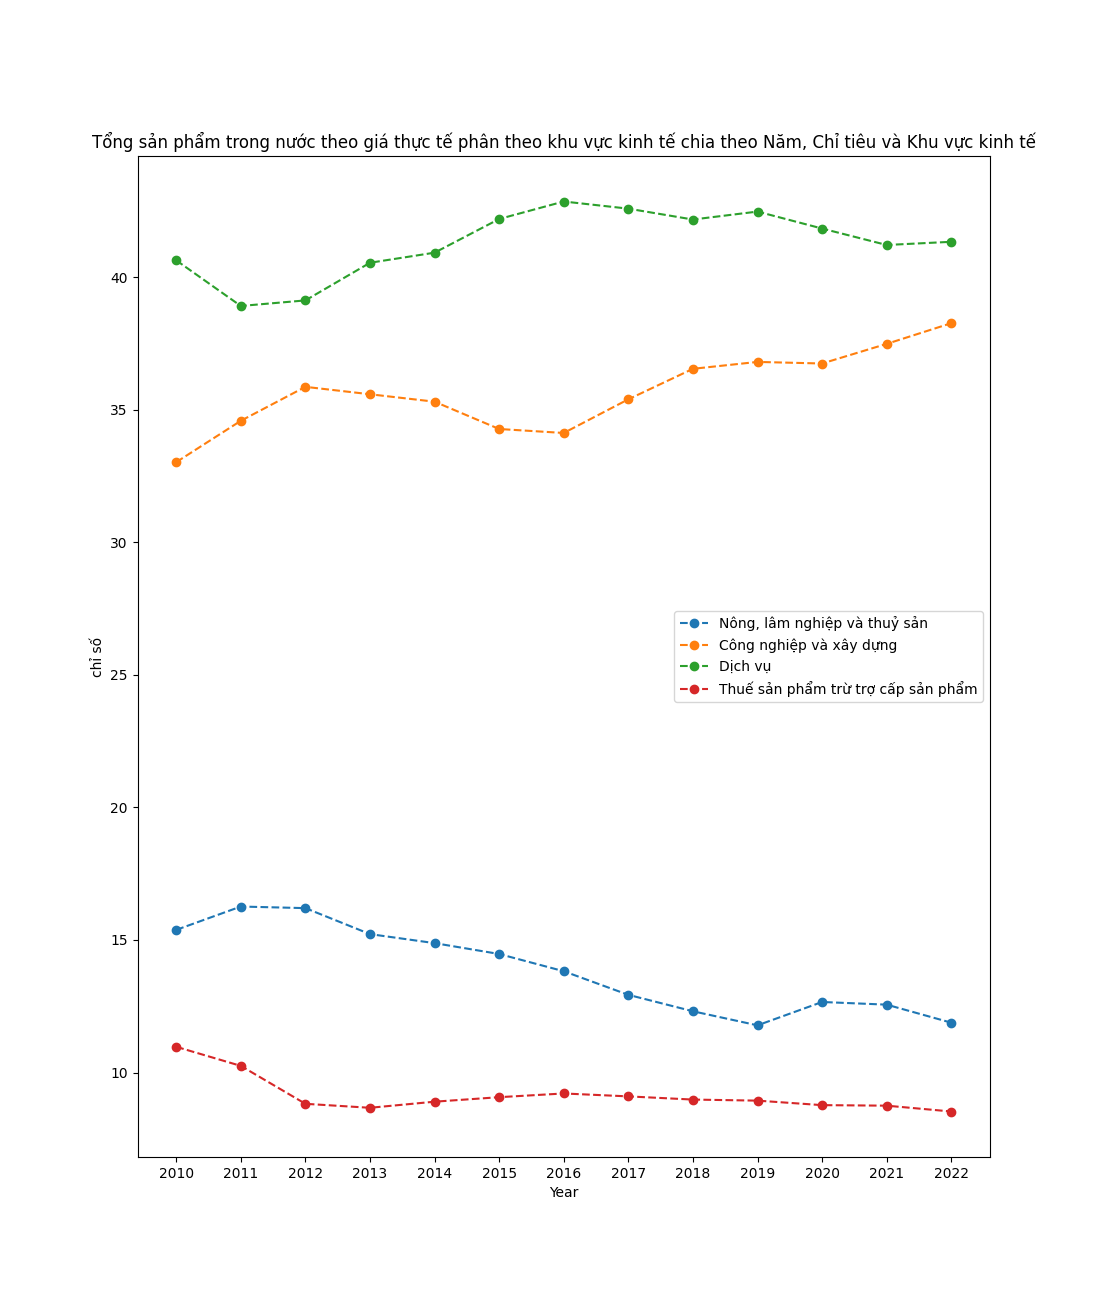 Tổng sản phẩm trong nước theo giá thực tế phân theo khu vực kinh tế chia theo Năm, Chỉ tiêu và Khu vực kinh tế
40
35
30
25
20
15
10
chỉ số
Nông, lâm nghiệp và thuỷ sản
Công nghiệp và xây dựng
Dịch vụ
Thuế sản phẩm trừ trợ cấp sản phẩm
2010 2011 2012 2013 2014 2015 2016 2017 2018 2019 2020 2021 2022
Year